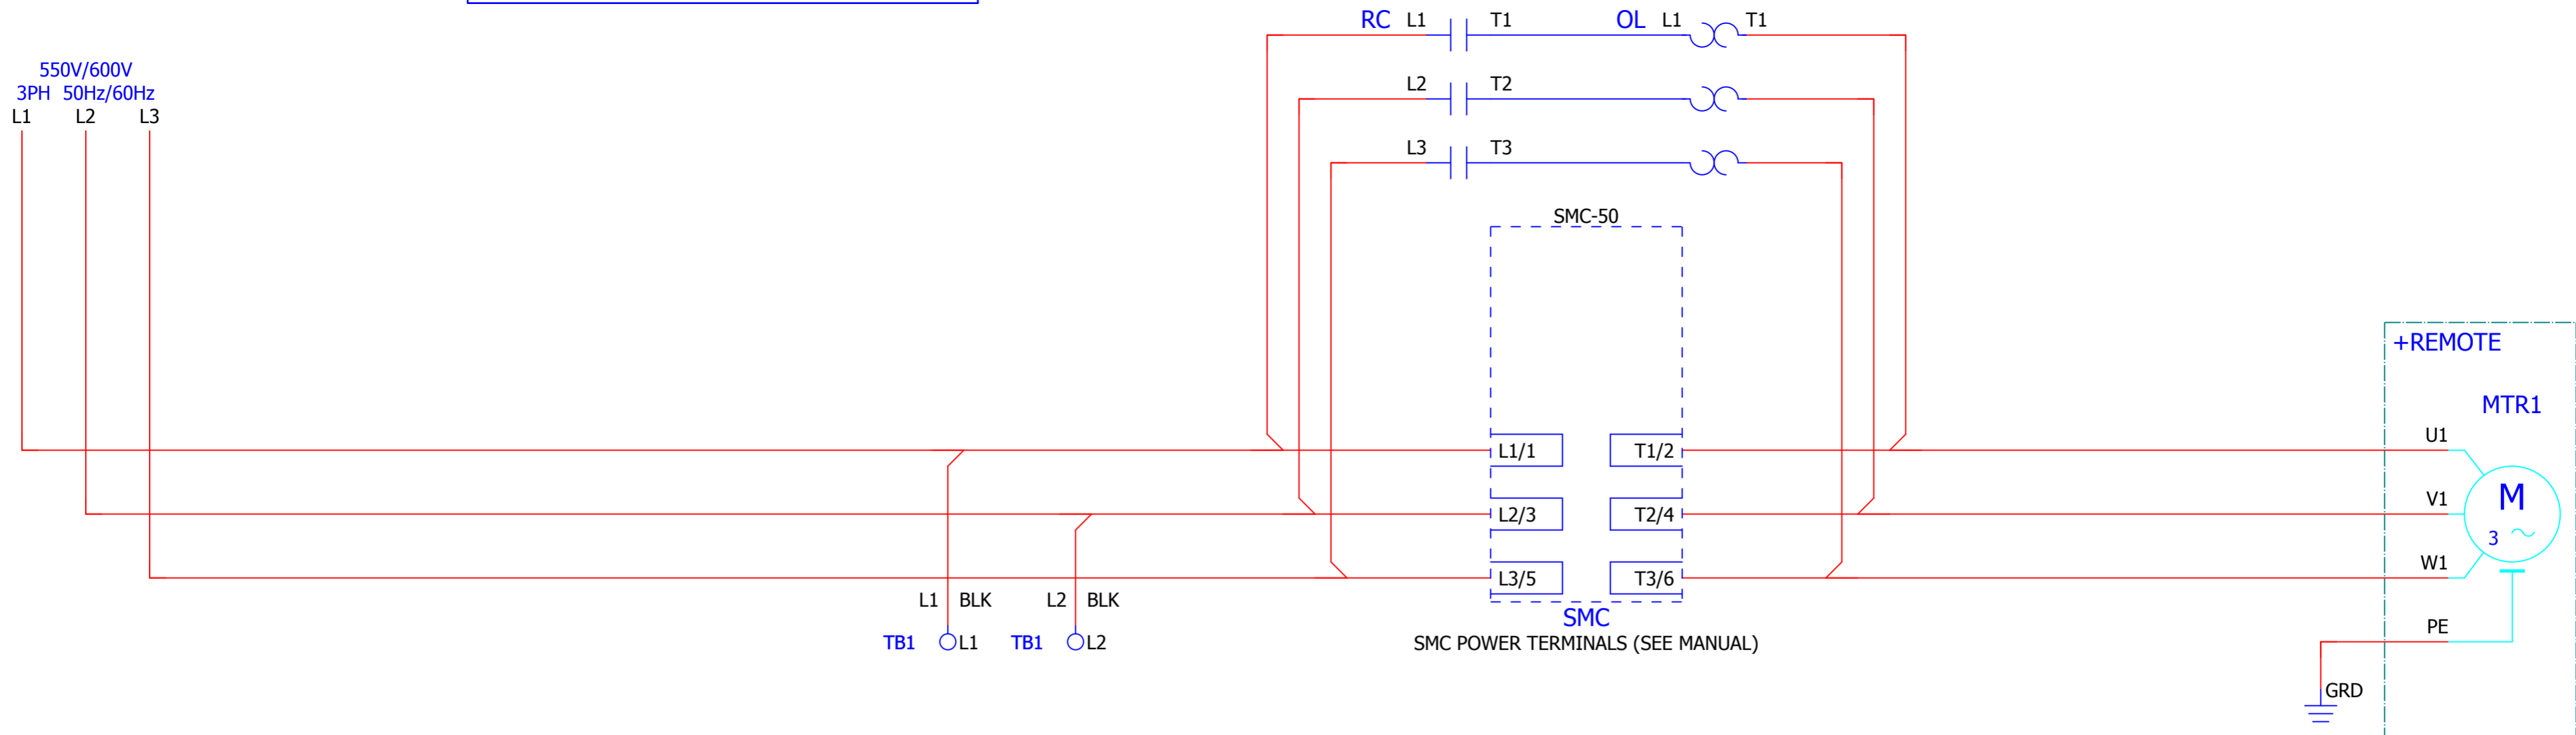 RC L1 T1 OL L1 T1
550V/600V
3PH 50Hz/60Hz
L1 L2 L3
L2 T2
L3 T3
SMC-50
+REMOTE
MTR1
U1
L1/1 T1/2
M
3
V1
L2/3 T2/4
W1
L3/5 T3/6
L1 BLK L2 BLK
SMC
PE
TB1 L1 TB1 L2
SMC POWER TERMINALS (SEE MANUAL)
GRD